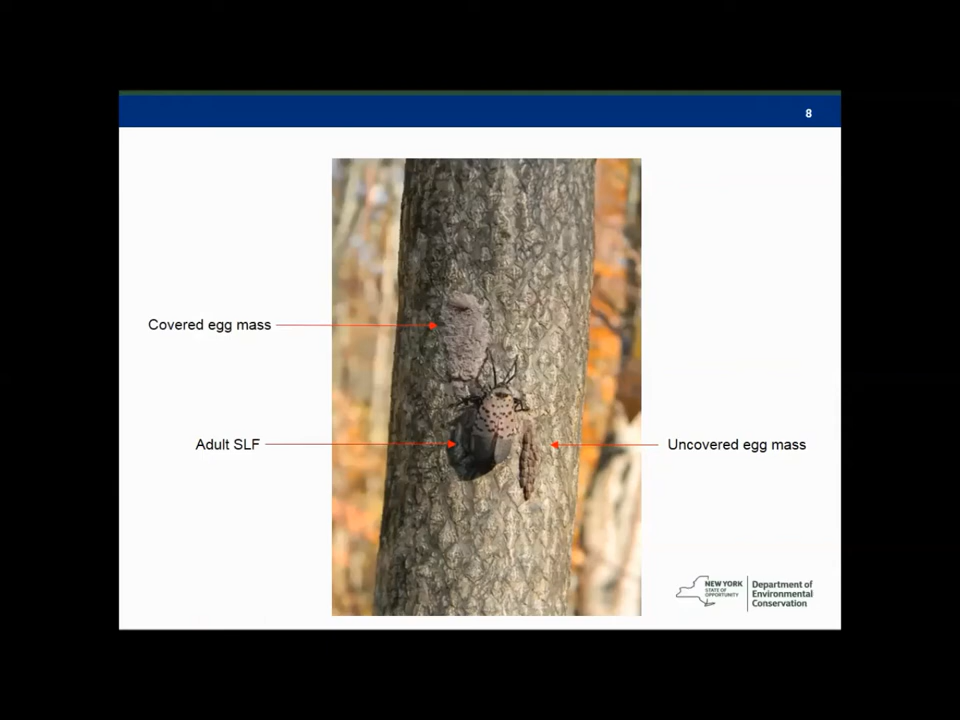 8
Covered egg mass
Adult SLF
Uncovered egg mass
NEW YORK
STATE OF
OPPORTUNITY
Department of
Environmental
Conservation